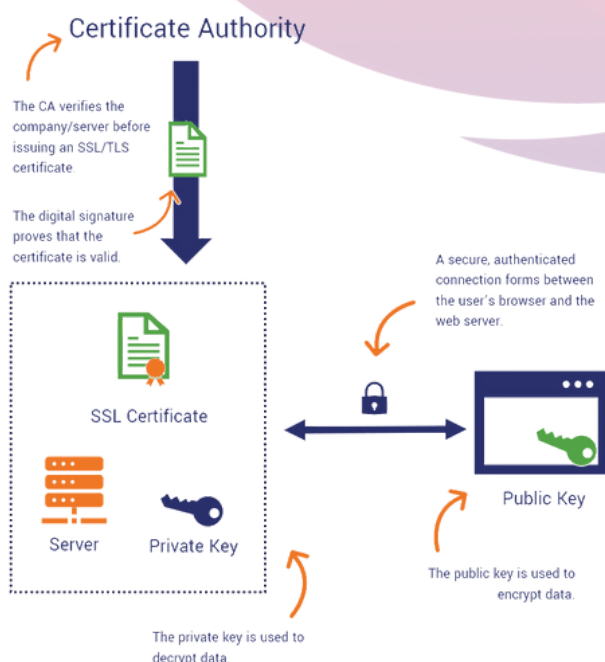 Certificate Authority
The CA verifies the
company/server before
issuing an SSL/TLS
certificate.
The digital signature
proves that the
certificate is valid.
A secure, authenticated
connection forms between
the user's browser and the
web server.
SSL Certificate
Server
Private Key
Public Key
The public key is used to
encrypt data.
The private key is used to
decrypt data.